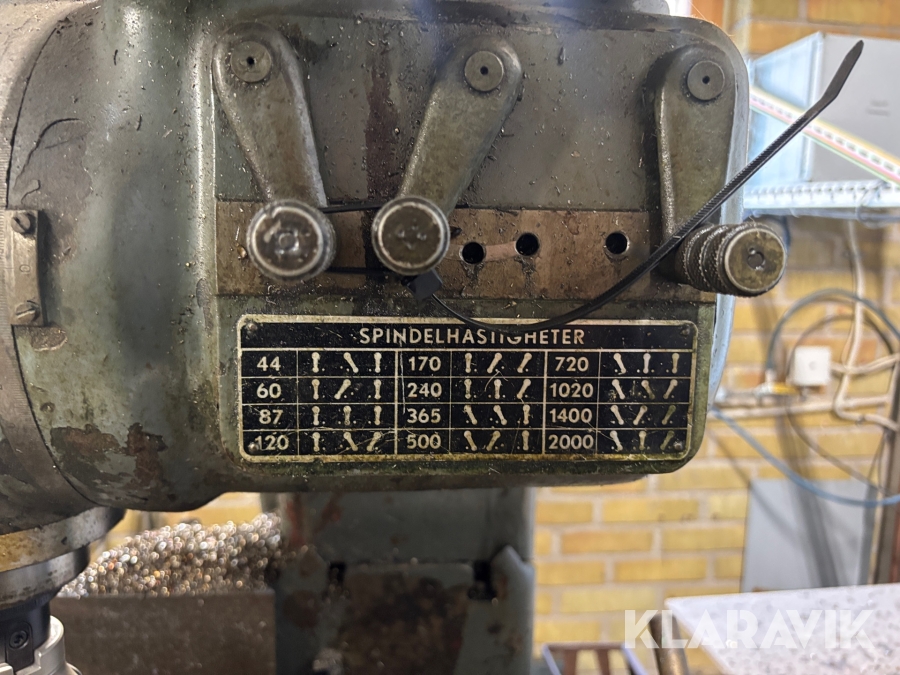 SPINDELHASTIGHETER
44 170 720
60 240 1020
87 365 1400
120 500 2000
KLARAVIK